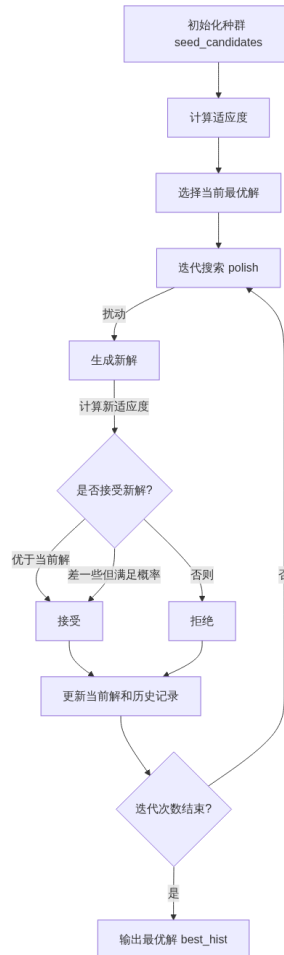 初始化种群
seed_candidates
计算适应度
选择当前最优解
迭代搜索 polish
扰动
生成新解
计算新适应度
是否接受新解?
优于当前解
差一些但满足概率
否则
接受
拒绝
更新当前解和历史记录
迭代次数结束?
是
输出最优解 best_hist